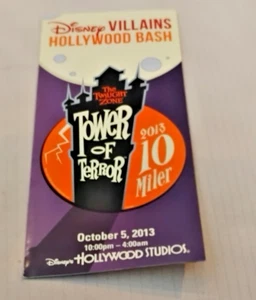 Disney VILLAINS
HOLLYWOOD BASH
THE
TWILIGHT
ZONE
TOWER
OF
TERROR
2013
10
Miler
October 5, 2013
10:00pm – 4:00am
Disney's HOLLYWOOD STUDIOS